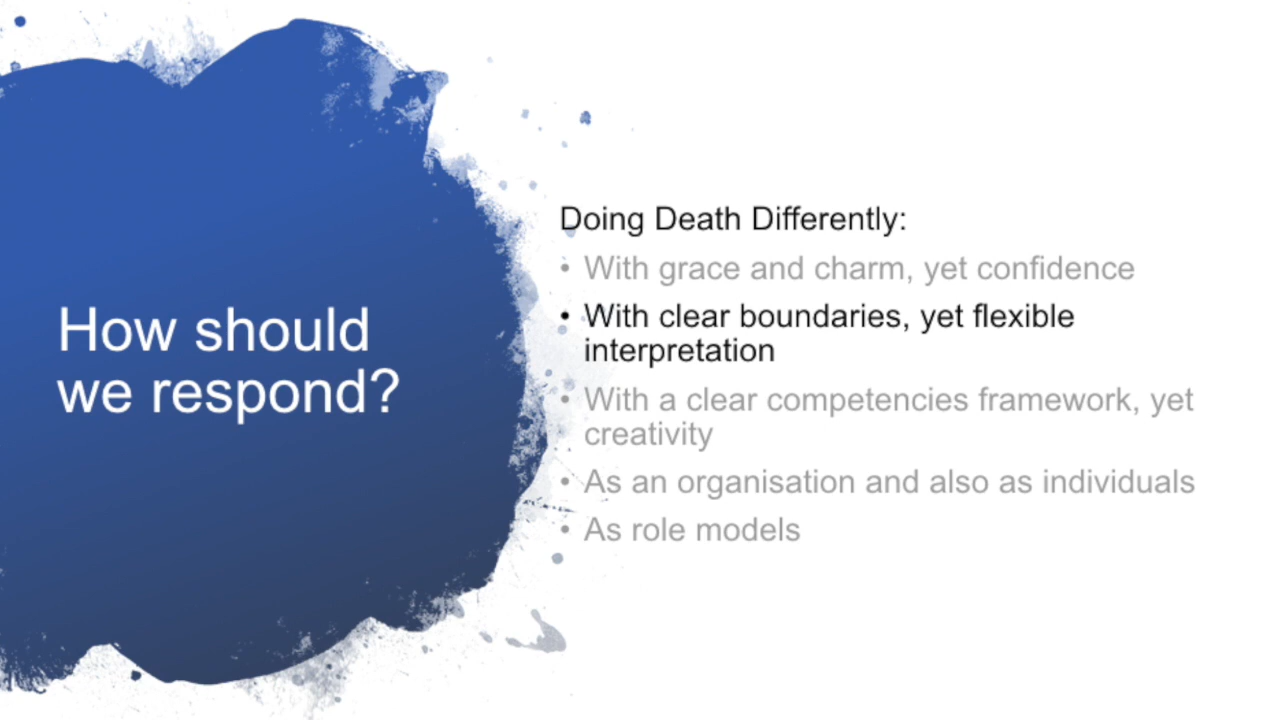 How should
we respond?
Doing Death Differently:
• With grace and charm, yet confidence
• With clear boundaries, yet flexible
interpretation
• With a clear competencies framework, yet
creativity
• As an organisation and also as individuals
• As role models